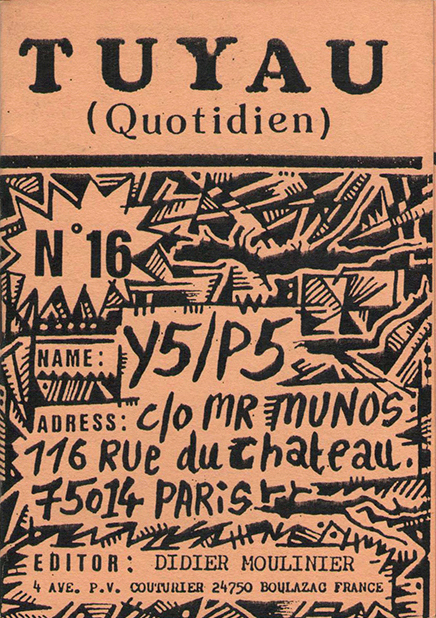 TUYAU
(Quotidien)
N°16
NAME: Y5/P5
ADRESS: c/o MR MUNOS.
116 RUE du Chateau.
75014 PARIS
EDITOR: DIDIER MOULINIER
4 AVE. P.V. COUTURIER 24750 BOULAZAC FRANCE